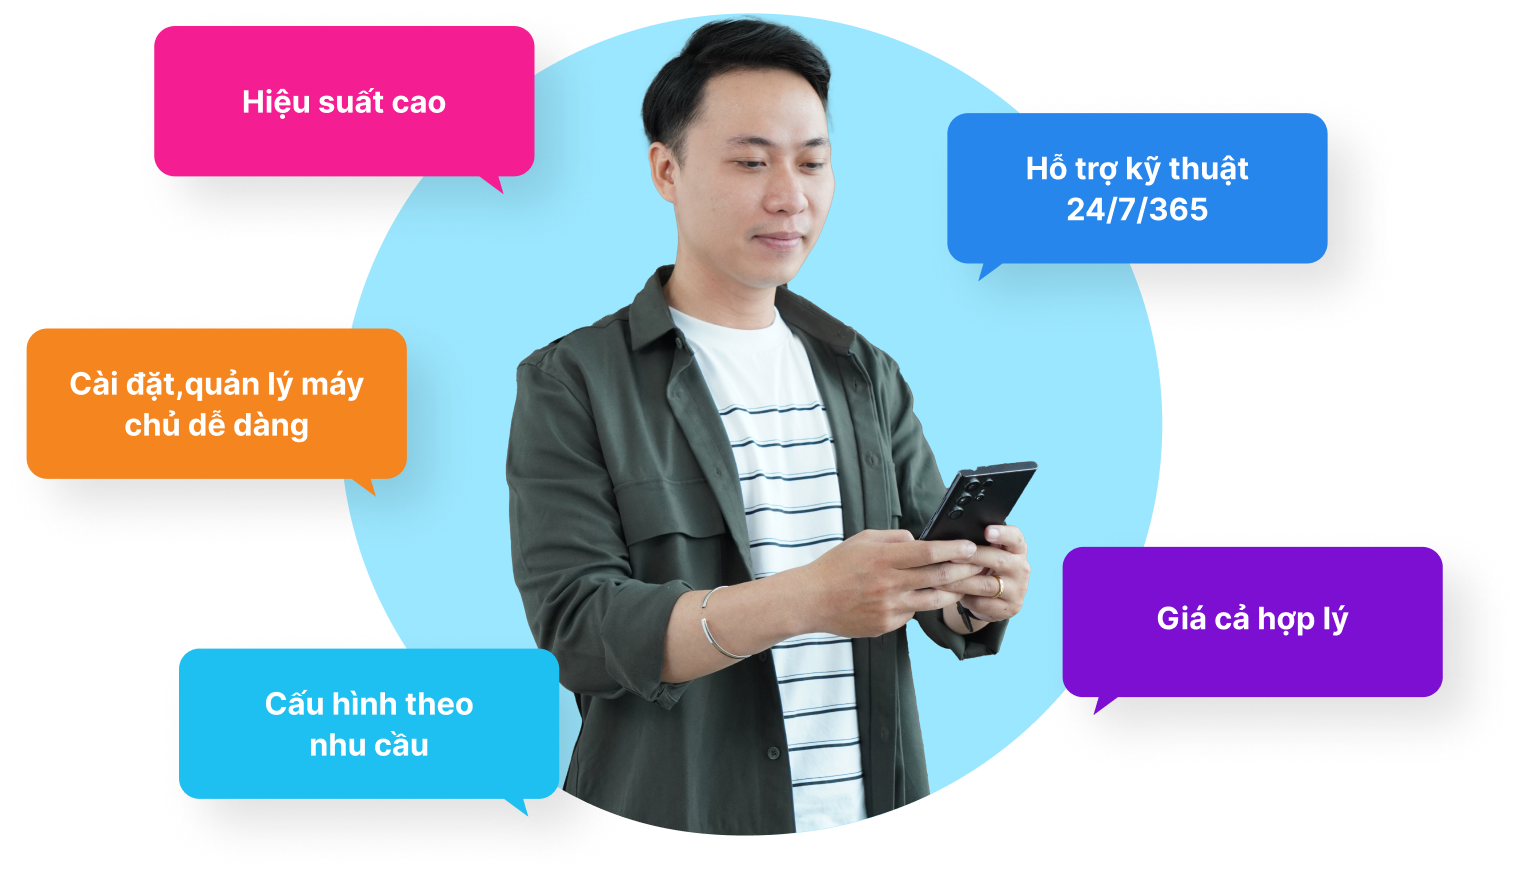 Hiệu suất cao
Hỗ trợ kỹ thuật
24/7/365
Cài đặt,quản lý máy
chủ dễ dàng
Giá cả hợp lý
Cấu hình theo
nhu cầu